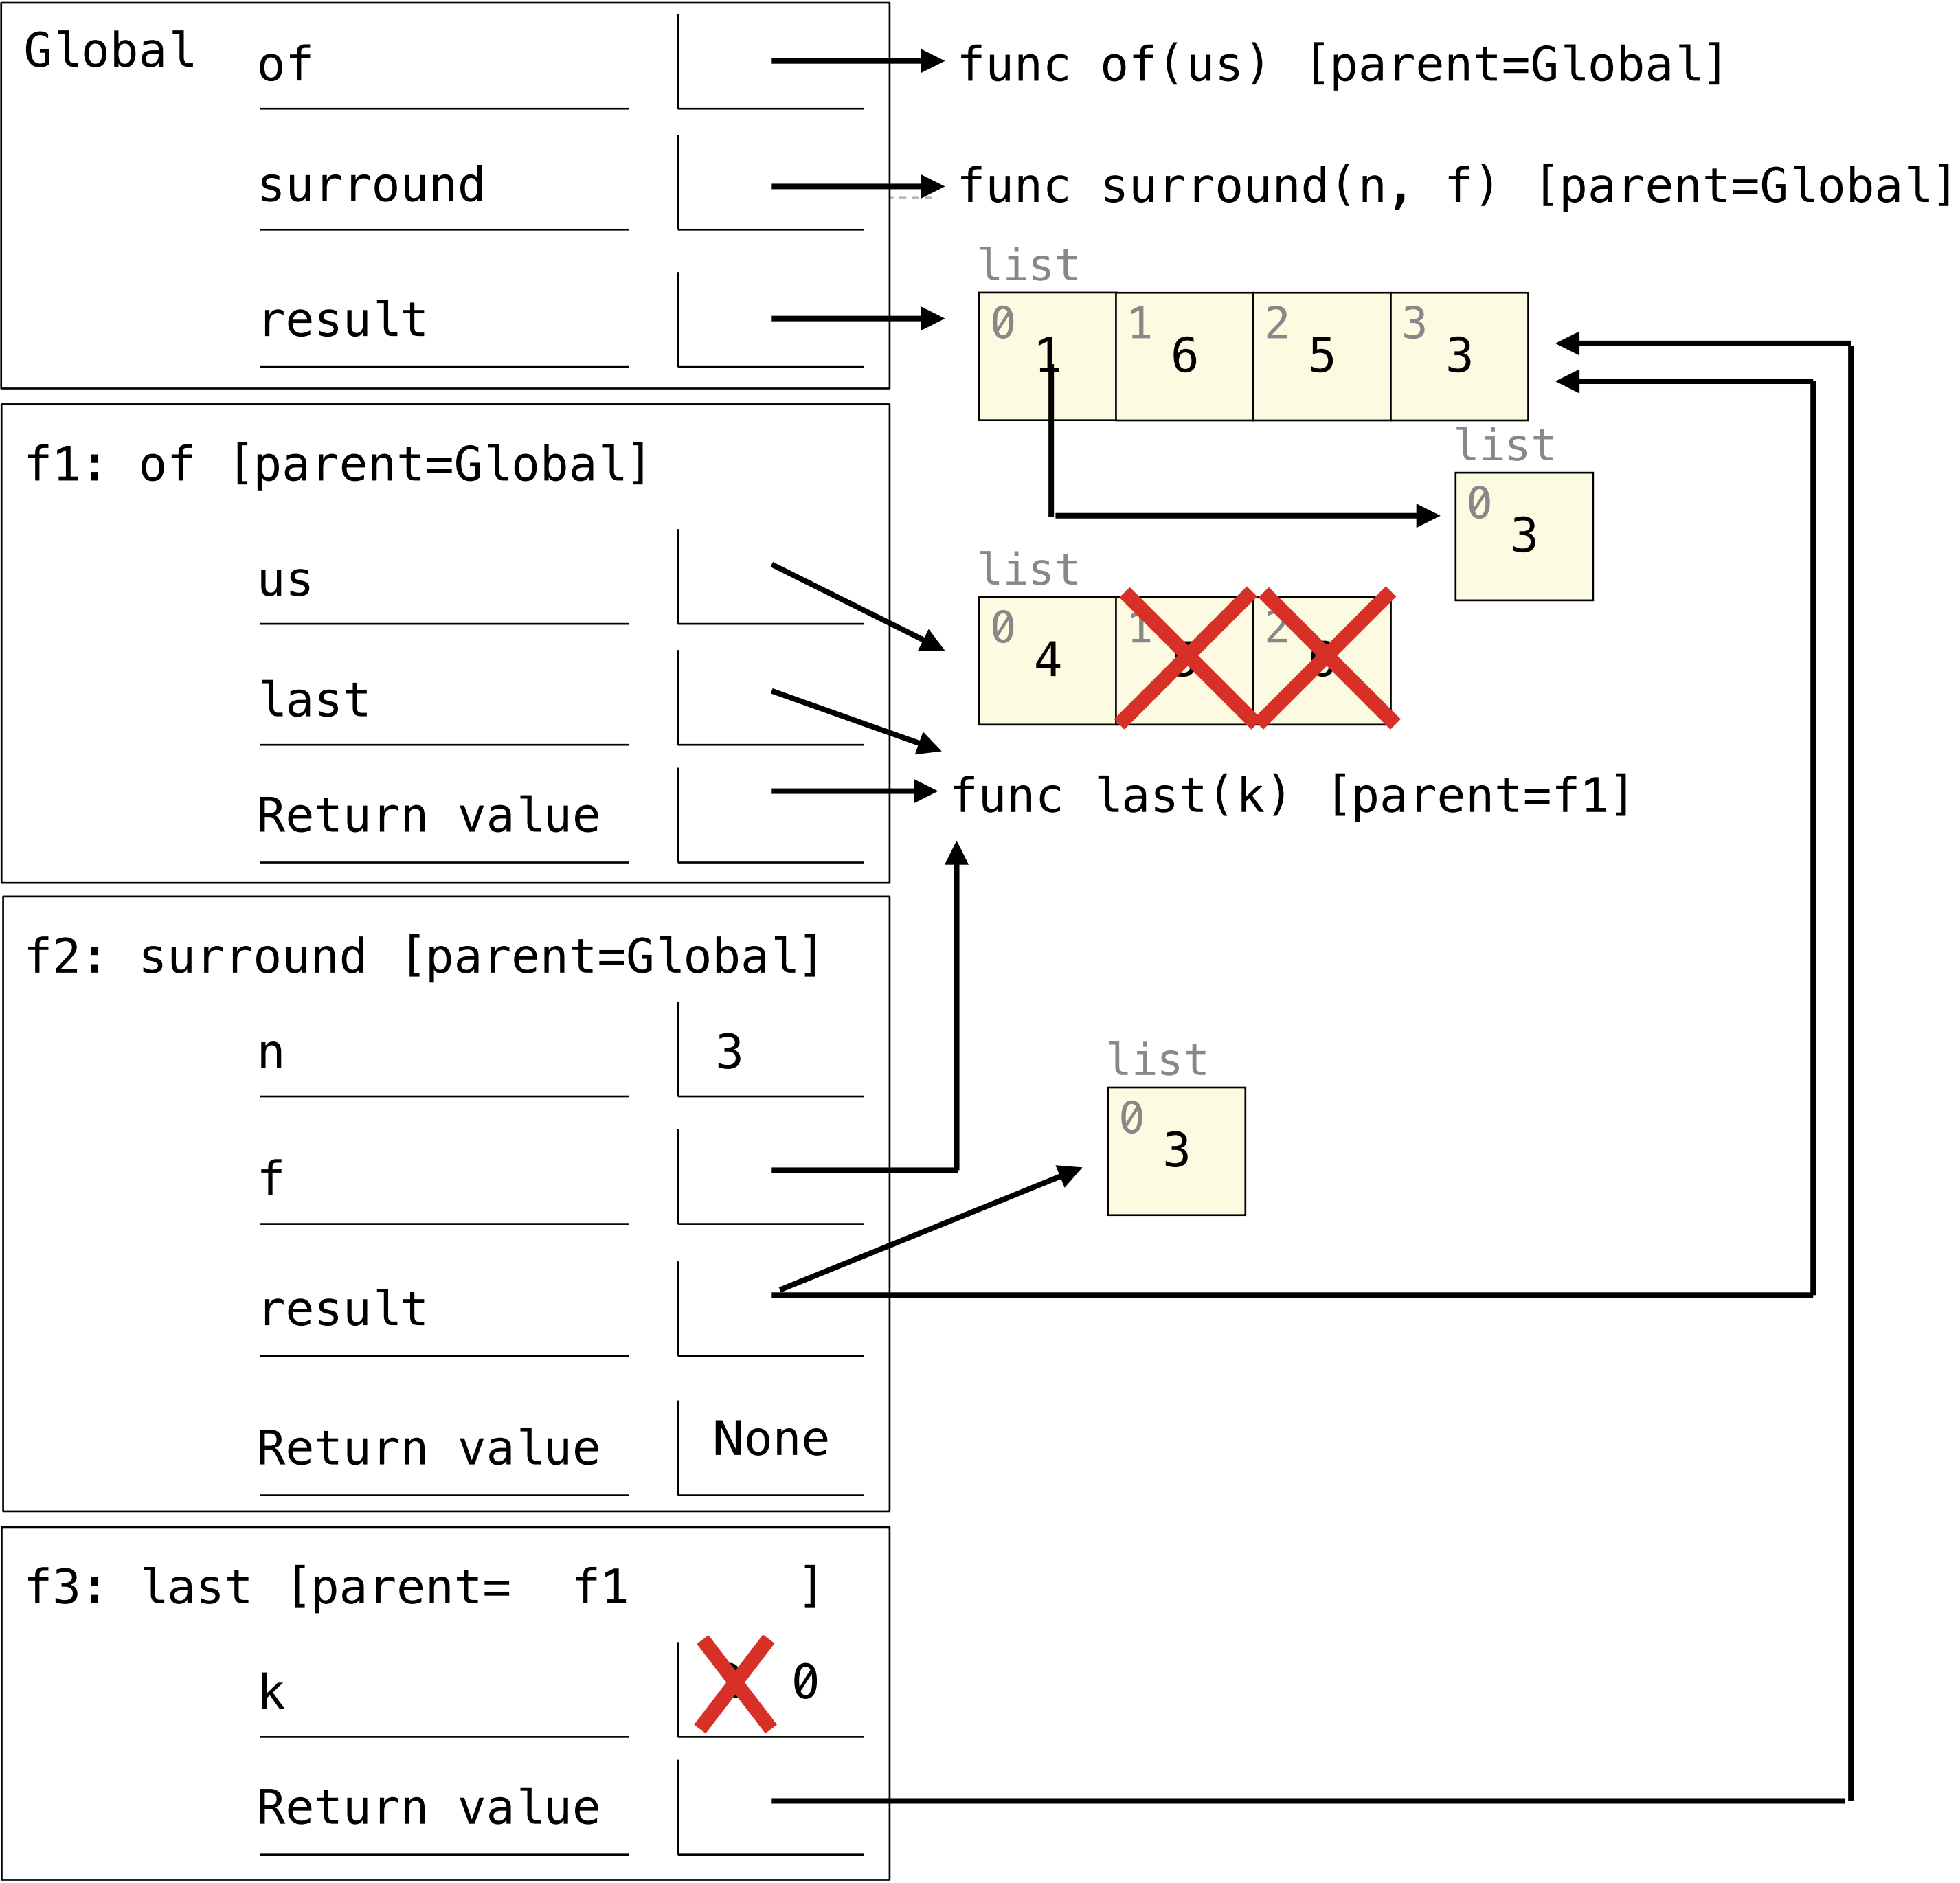 Global
of
func of(us) [parent=Global]
surround
func surround(n, f) [parent=Global]
list
result
0 1 1 6 2 5 3 3
f1: of [parent=Global]
list
0 3
us
list
0 4 1 2
last
Return value
func last(k) [parent=f1]
f2: surround [parent=Global]
n 3
list
0 3
f
result
Return value None
f3: last [parent= f1 ]
k 0
Return value